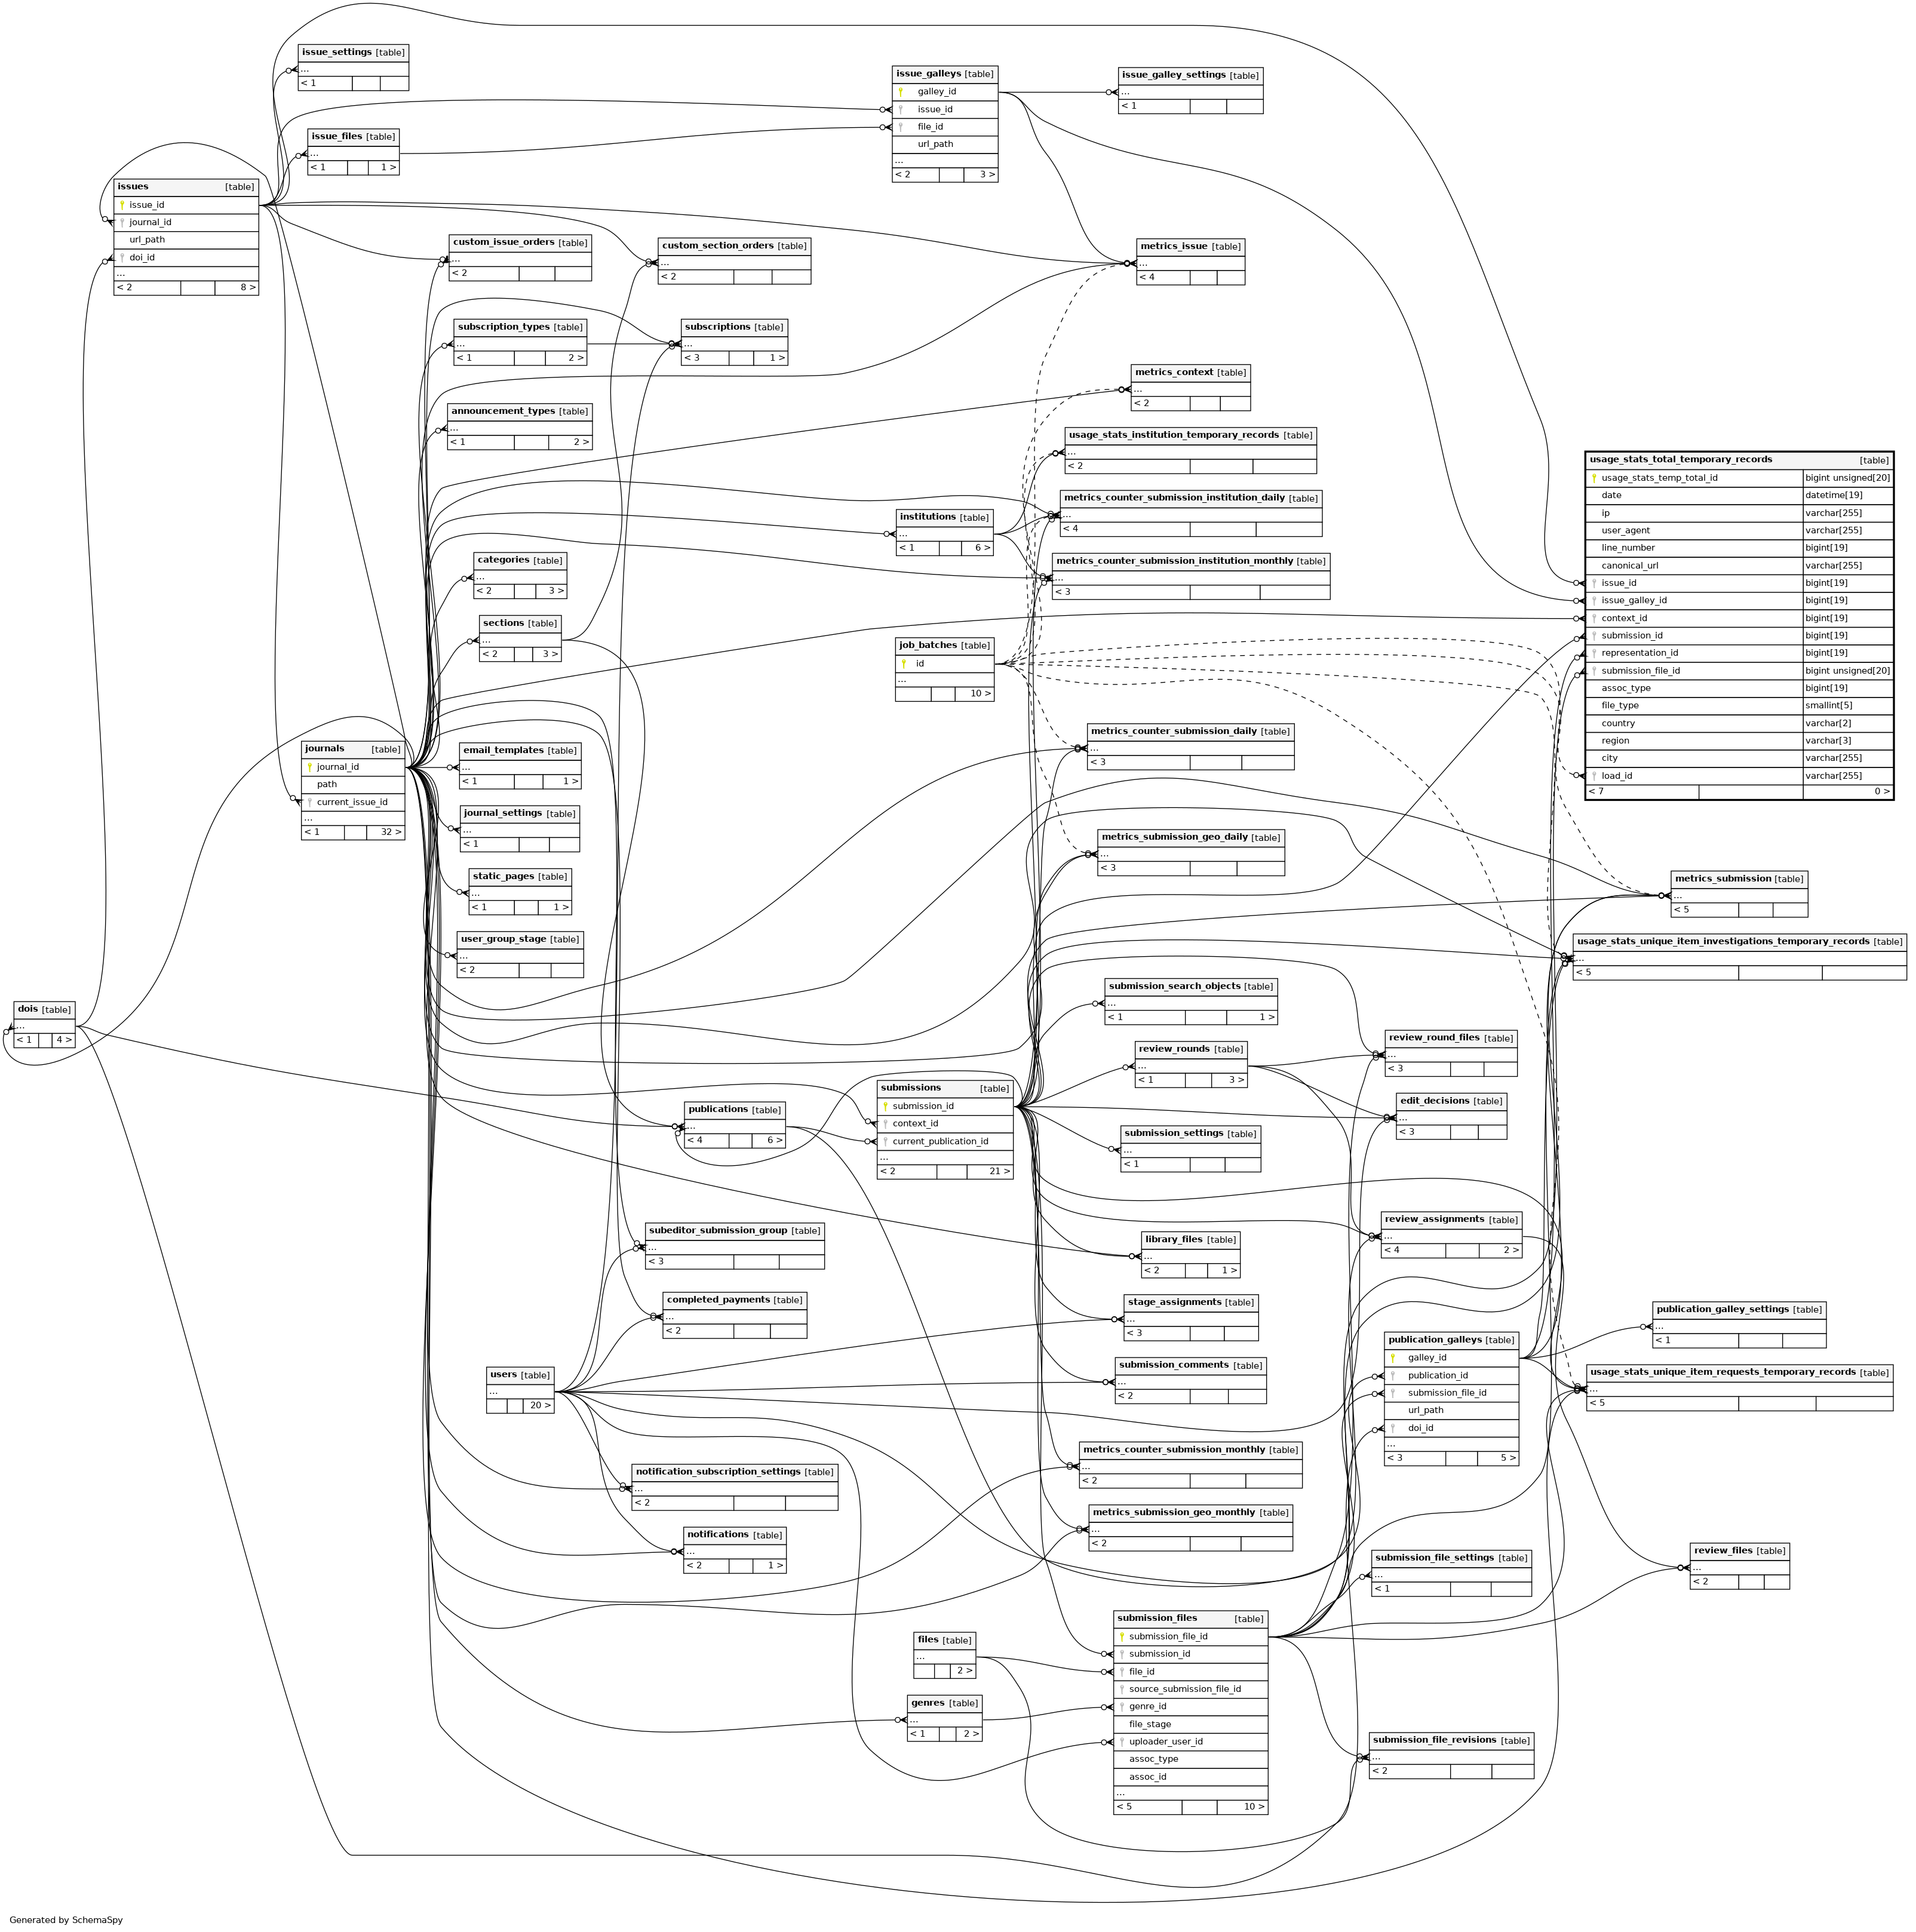 issue_settings [table]
...
< 1
issue_galleys [table]
galley_id
issue_id
file_id
url_path
...
< 2 3 >
issue_galley_settings [table]
...
< 1
issue_files [table]
...
< 1 1 >
issues [table]
issue_id
journal_id
url_path
doi_id
...
< 2 8 >
custom_issue_orders [table]
...
< 2
custom_section_orders [table]
...
< 2
metrics_issue [table]
...
< 4
subscription_types [table]
...
< 1 2 >
subscriptions [table]
...
< 3 1 >
metrics_context [table]
...
< 2
announcement_types [table]
...
< 1 2 >
usage_stats_institution_temporary_records [table]
...
< 2
usage_stats_total_temporary_records [table]
usage_stats_temp_total_id bigint unsigned[20]
date datetime[19]
ip varchar[255]
user_agent varchar[255]
line_number bigint[19]
canonical_url varchar[255]
issue_id bigint[19]
issue_galley_id bigint[19]
context_id bigint[19]
submission_id bigint[19]
representation_id bigint[19]
submission_file_id bigint unsigned[20]
assoc_type bigint[19]
file_type smallint[5]
country varchar[2]
region varchar[3]
city varchar[255]
load_id varchar[255]
< 7 0 >
metrics_counter_submission_institution_daily [table]
...
< 4
institutions [table]
...
< 1 6 >
metrics_counter_submission_institution_monthly [table]
...
< 3
categories [table]
...
< 2 3 >
sections [table]
...
< 2 3 >
job_batches [table]
id
...
10 >
metrics_counter_submission_daily [table]
...
< 3
journals [table]
journal_id
path
current_issue_id
...
< 1 32 >
email_templates [table]
...
< 1 1 >
journal_settings [table]
...
< 1
metrics_submission_geo_daily [table]
...
< 3
static_pages [table]
...
< 1 1 >
metrics_submission [table]
...
< 5
user_group_stage [table]
...
< 2
usage_stats_unique_item_investigations_temporary_records [table]
...
< 5
dois [table]
...
< 1 4 >
submission_search_objects [table]
...
< 1 1 >
review_rounds [table]
...
< 1 3 >
review_round_files [table]
...
< 3
submissions [table]
submission_id
context_id
current_publication_id
...
< 2 21 >
publications [table]
...
< 4 6 >
edit_decisions [table]
...
< 3
submission_settings [table]
...
< 1
subeditor_submission_group [table]
...
< 3
library_files [table]
...
< 2 1 >
review_assignments [table]
...
< 4 2 >
completed_payments [table]
...
< 2
stage_assignments [table]
...
< 3
publication_galley_settings [table]
...
< 1
publication_galleys [table]
galley_id
publication_id
submission_file_id
url_path
doi_id
...
< 3 5 >
users [table]
...
20 >
submission_comments [table]
...
< 2
usage_stats_unique_item_requests_temporary_records [table]
...
< 5
notification_subscription_settings [table]
...
< 2
metrics_counter_submission_monthly [table]
...
< 2
notifications [table]
...
< 2 1 >
metrics_submission_geo_monthly [table]
...
< 2
submission_file_settings [table]
...
< 1
review_files [table]
...
< 2
files [table]
...
2 >
genres [table]
...
< 1 2 >
submission_files [table]
submission_file_id
submission_id
file_id
source_submission_file_id
genre_id
file_stage
uploader_user_id
assoc_type
assoc_id
...
< 5 10 >
submission_file_revisions [table]
...
< 2
Generated by SchemaSpy